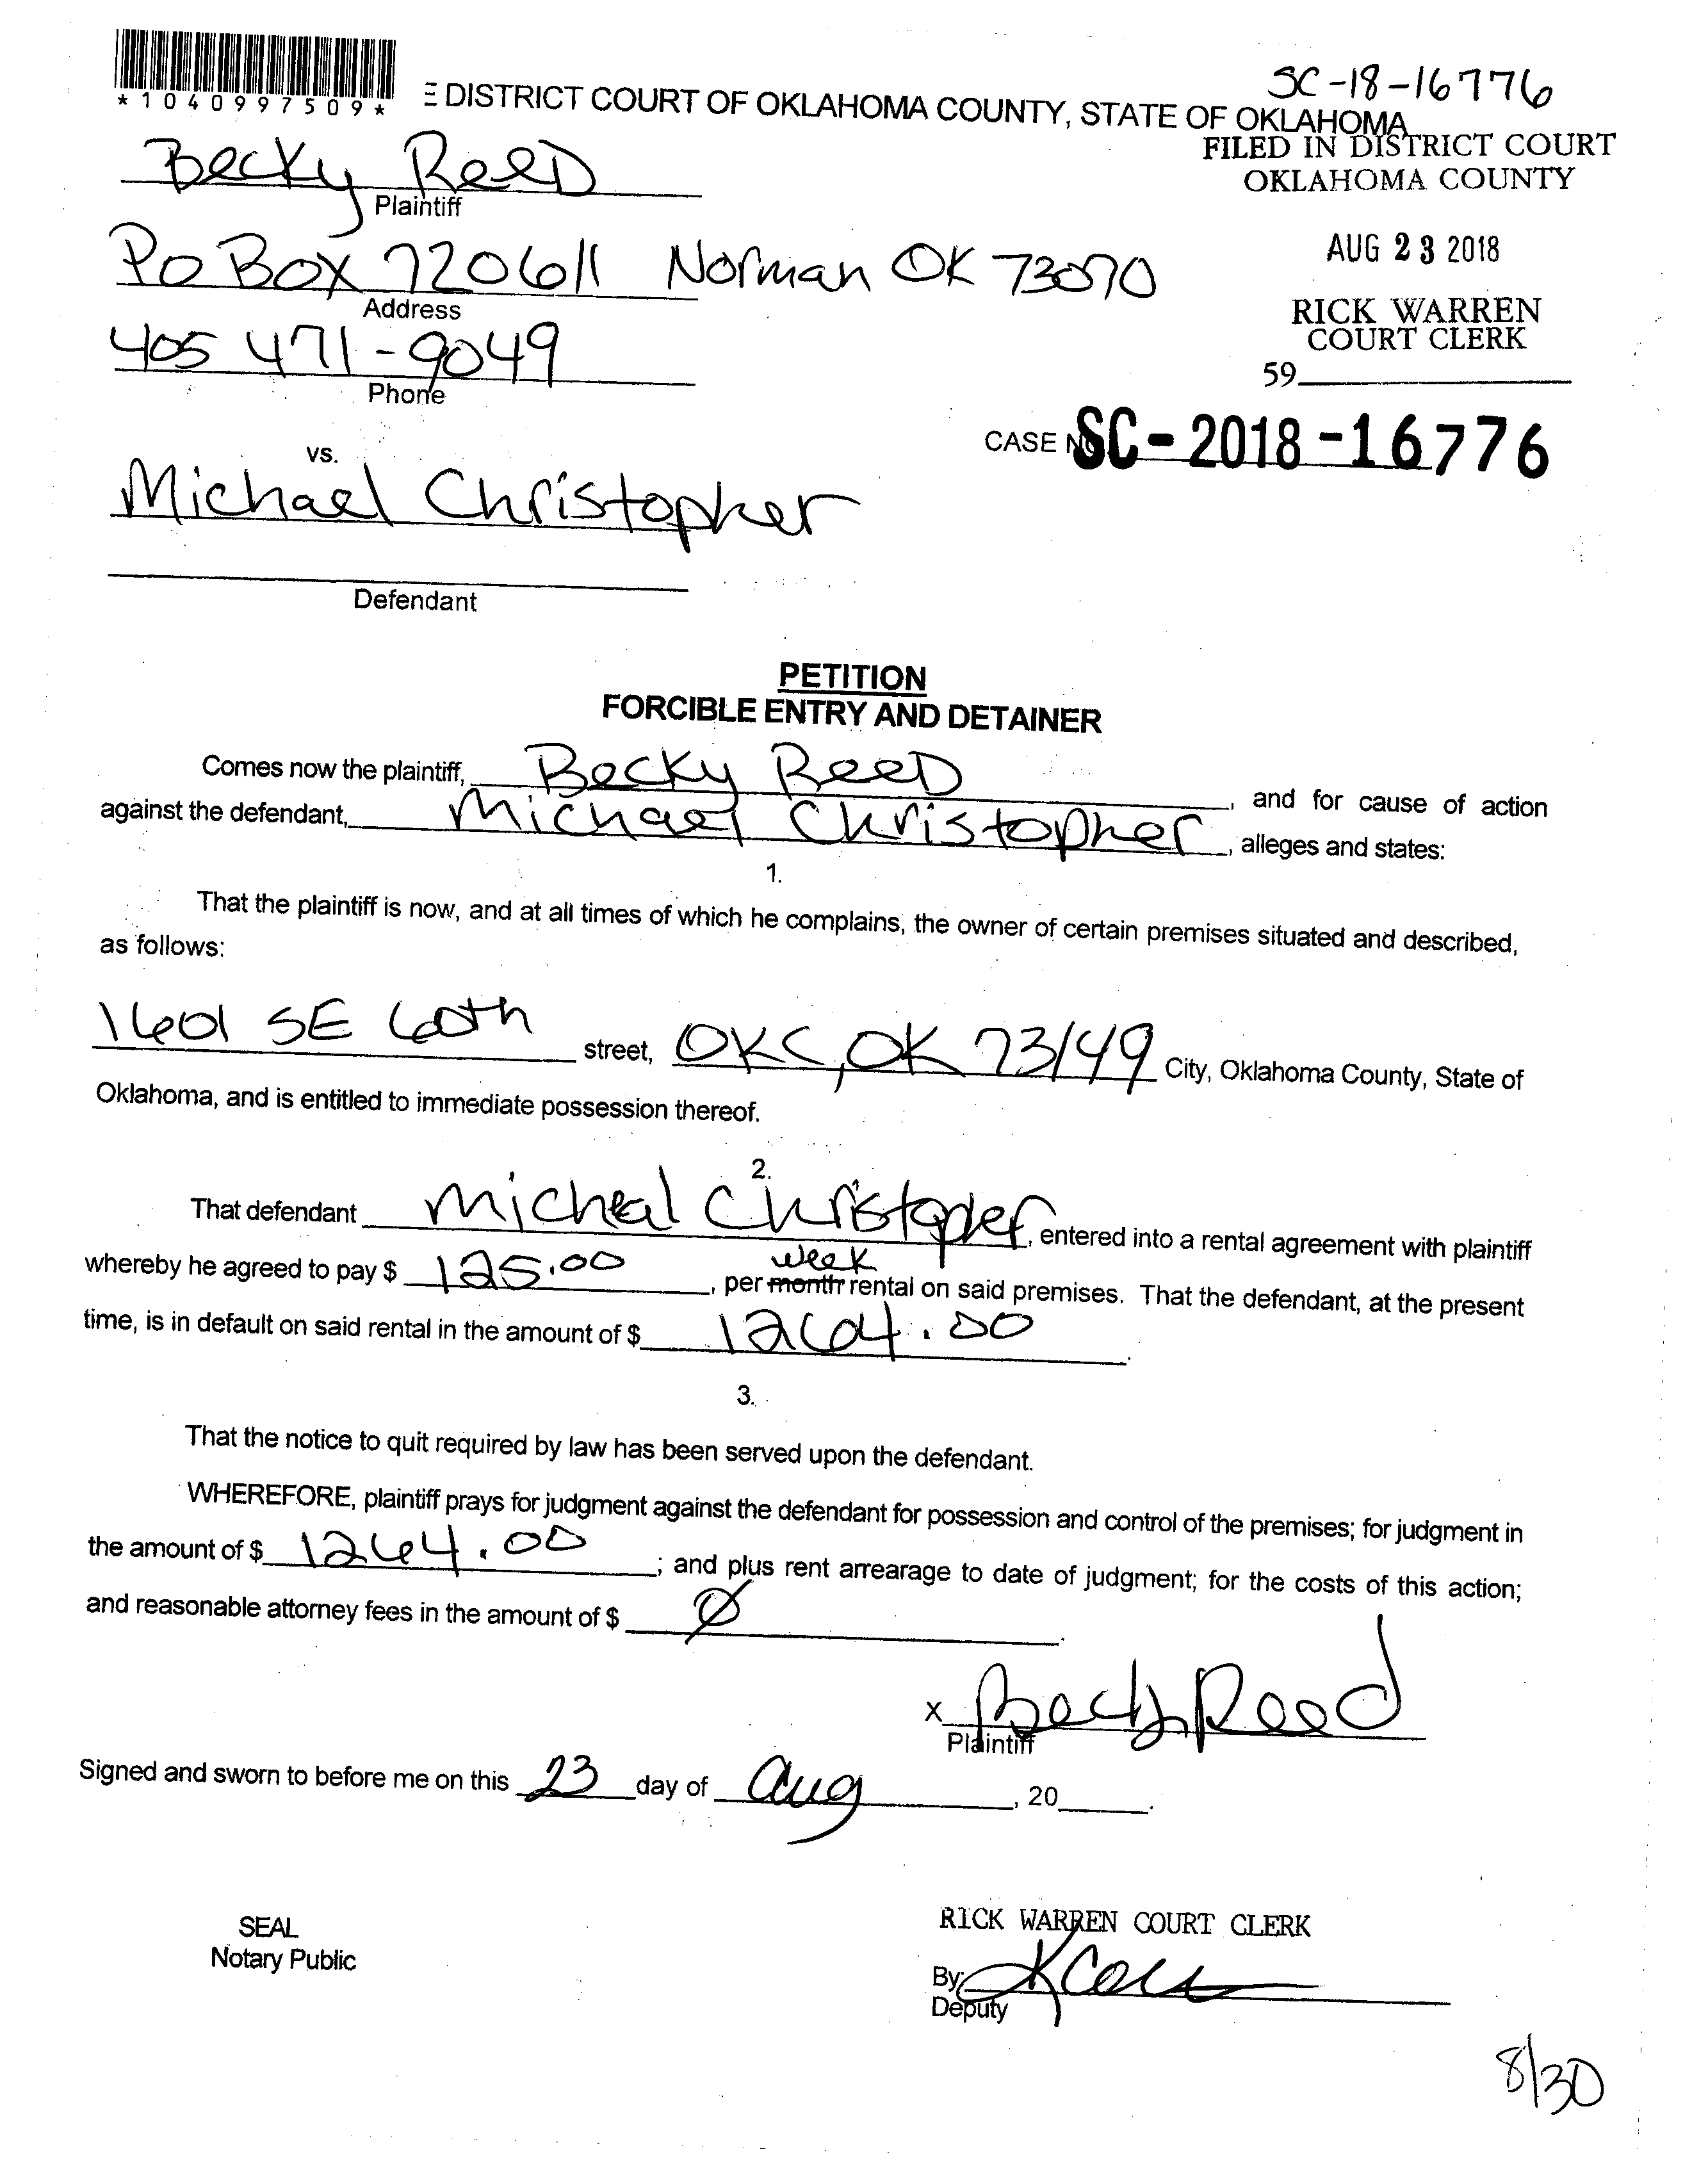 SC-18-16776
*1040997509*
E DISTRICT COURT OF OKLAHOMA COUNTY, STATE OF OKLAHOMA
FILED IN DISTRICT COURT
OKLAHOMA COUNTY
Becky ReeD
Plaintiff
AUG 23 2018
PO BOX 720611 Norman OK 73070
Address
RICK WARREN
COURT CLERK
405 471-9049
Phone
59
CASE NO SC-2018-16776
vs.
Michael Christopher
Defendant
PETITION
FORCIBLE ENTRY AND DETAINER
Comes now the plaintiff, Becky ReeD, and for cause of action
against the defendant, Michael Christopher, alleges and states:
1.
That the plaintiff is now, and at all times of which he complains, the owner of certain premises situated and described,
as follows:
1601 SE 60th street, OKC, OK 73149 City, Oklahoma County, State of
Oklahoma, and is entitled to immediate possession thereof.
2.
That defendant Micheal Christopher, entered into a rental agreement with plaintiff
week
whereby he agreed to pay $ 125.00, per month rental on said premises. That the defendant, at the present
time, is in default on said rental in the amount of $ 1264.00.
3.
That the notice to quit required by law has been served upon the defendant.
WHEREFORE, plaintiff prays for judgment against the defendant for possession and control of the premises; for judgment in
the amount of $ 1264.00; and plus rent arrearage to date of judgment; for the costs of this action;
and reasonable attorney fees in the amount of $ Ø.
x Becky Reed
Plaintiff
Signed and sworn to before me on this 23 day of Aug, 20 .
SEAL
Notary Public
RICK WARREN COURT CLERK
By:
Deputy
8/30